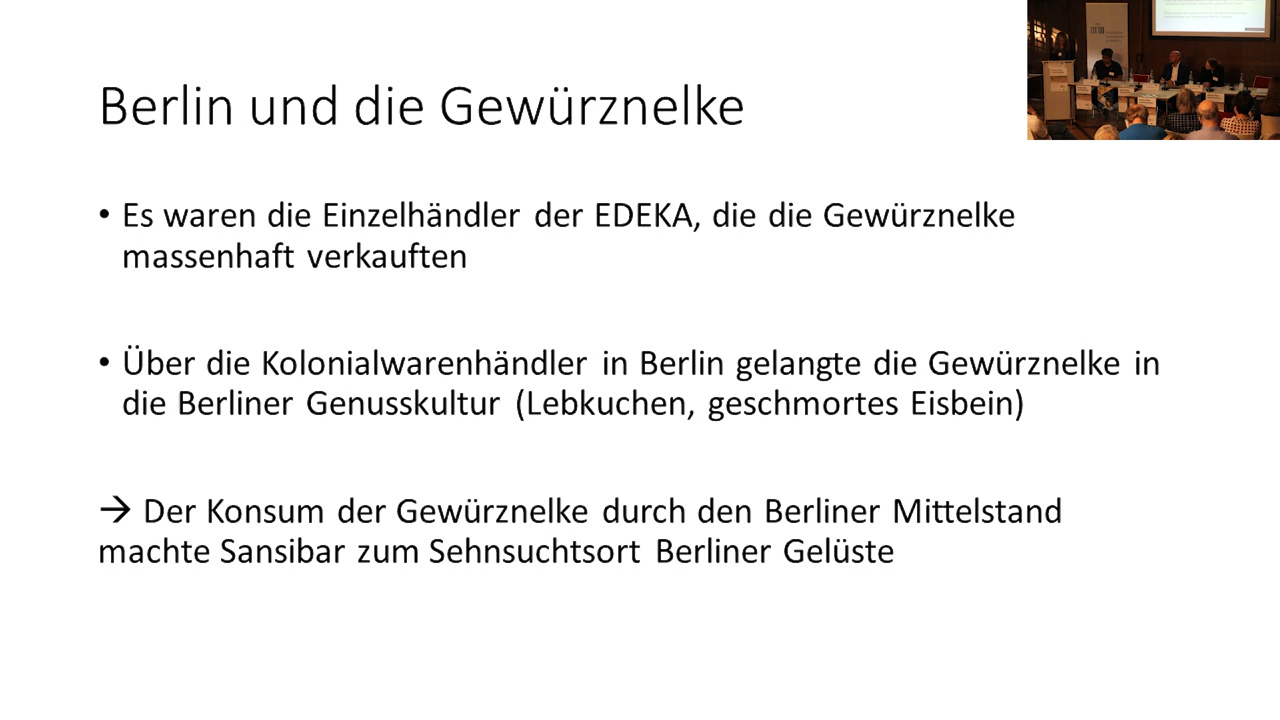 Berlin und die Gewürznelke
• Es waren die Einzelhändler der EDEKA, die die Gewürznelke
massenhaft verkauften
• Über die Kolonialwarenhändler in Berlin gelangte die Gewürznelke in
die Berliner Genusskultur (Lebkuchen, geschmortes Eisbein)
→ Der Konsum der Gewürznelke durch den Berliner Mittelstand
machte Sansibar zum Sehnsuchtsort Berliner Gelüste